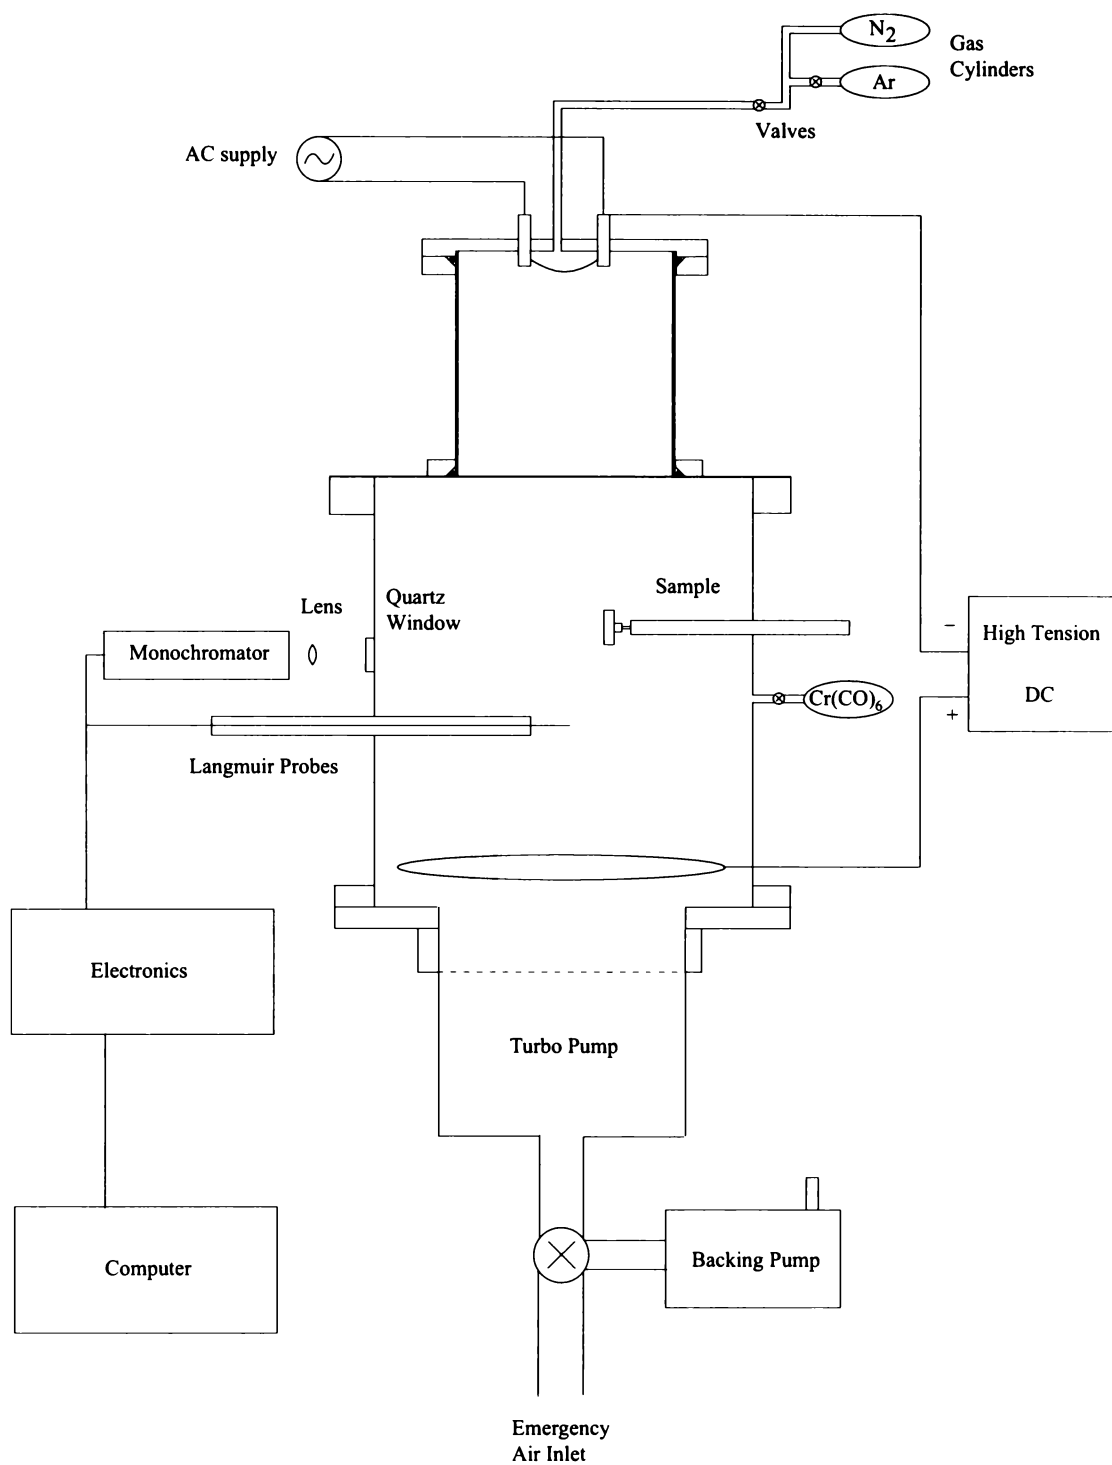 N2
Gas
Cylinders
Ar
Valves
AC supply
Sample
Quartz
Window
Lens
Monochromator
High Tension
DC
−
+
Cr(CO)6
Langmuir Probes
Electronics
Turbo Pump
Computer
Backing Pump
Emergency
Air Inlet